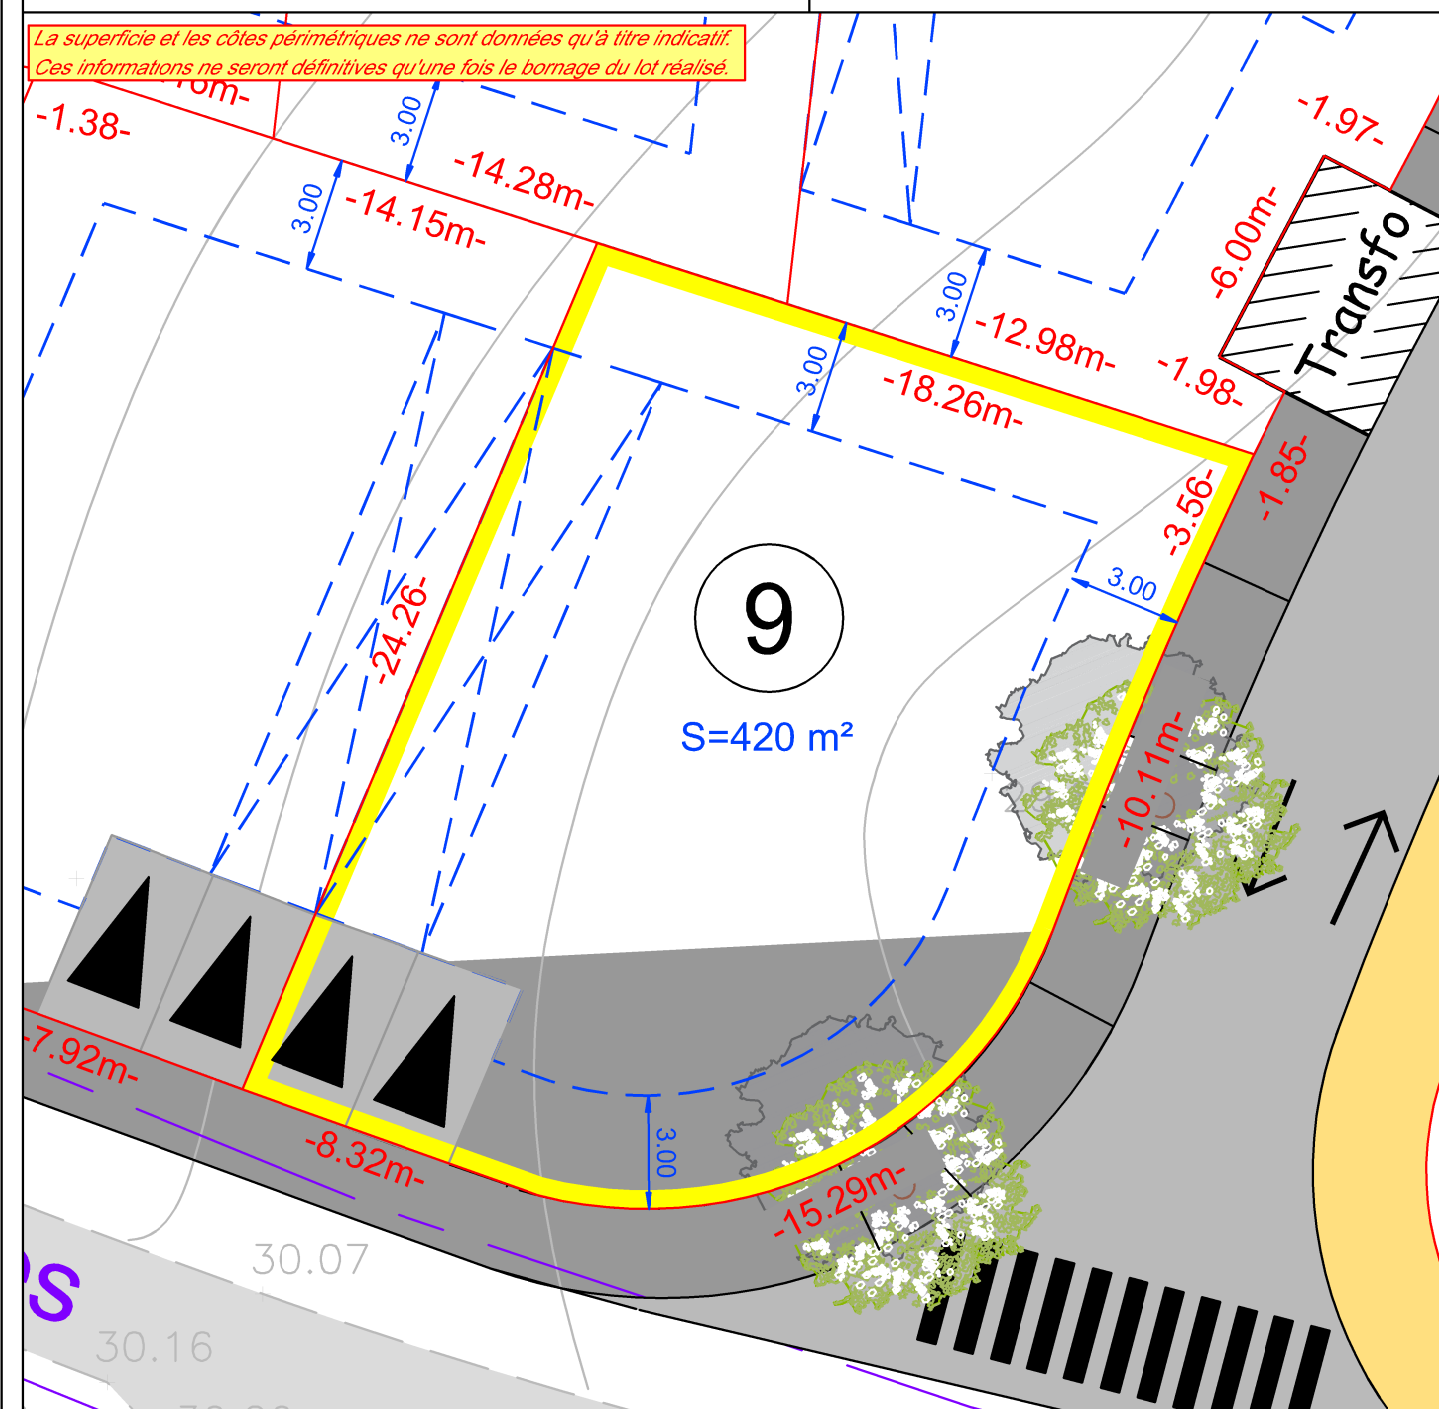 La superficie et les côtes périmétriques ne sont données qu'à titre indicatif.
Ces informations ne seront définitives qu'une fois le bornage du lot réalisé.
-1.38-
3.00
-14.28m-
-1.97-
3.00
-14.15m-
-6.00m-
Transfo
3.00
-12.98m-
-1.98-
3.00
-18.26m-
-1.85-
-3.56-
3.00
-24.26-
9
S=420 m²
-10.11m-
-7.92m-
-8.32m-
3.00
-15.29m-
30.07
30.16